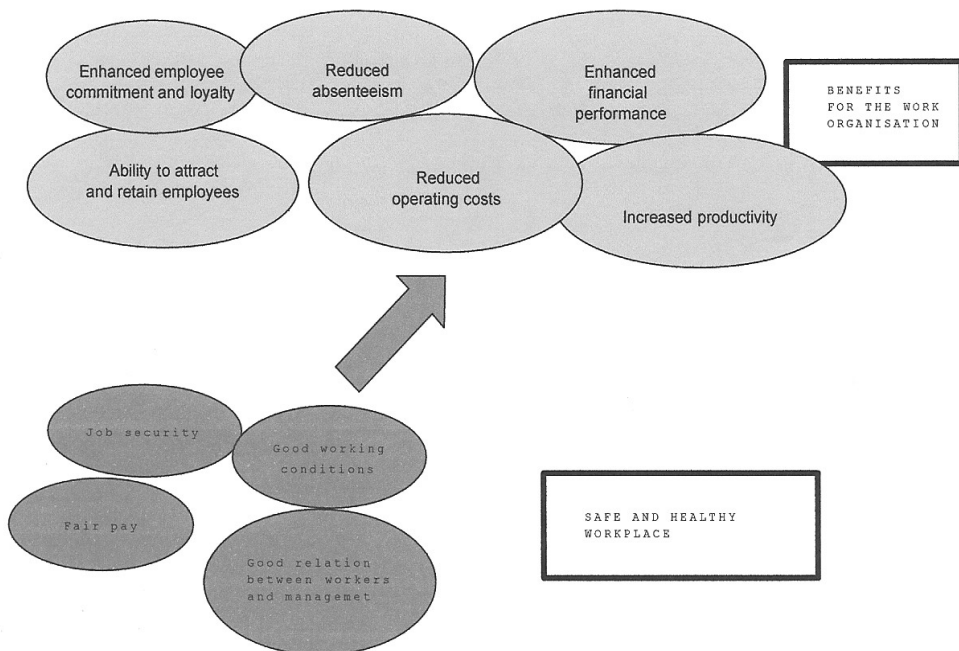 Enhanced employee
commitment and loyalty
Reduced
absenteeism
Enhanced
financial
performance
BENEFITS
FOR THE WORK
ORGANISATION
Ability to attract
and retain employees
Reduced
operating costs
Increased productivity
Job security
Good working
conditions
Fair pay
Good relation
between workers
and managemet
SAFE AND HEALTHY
WORKPLACE